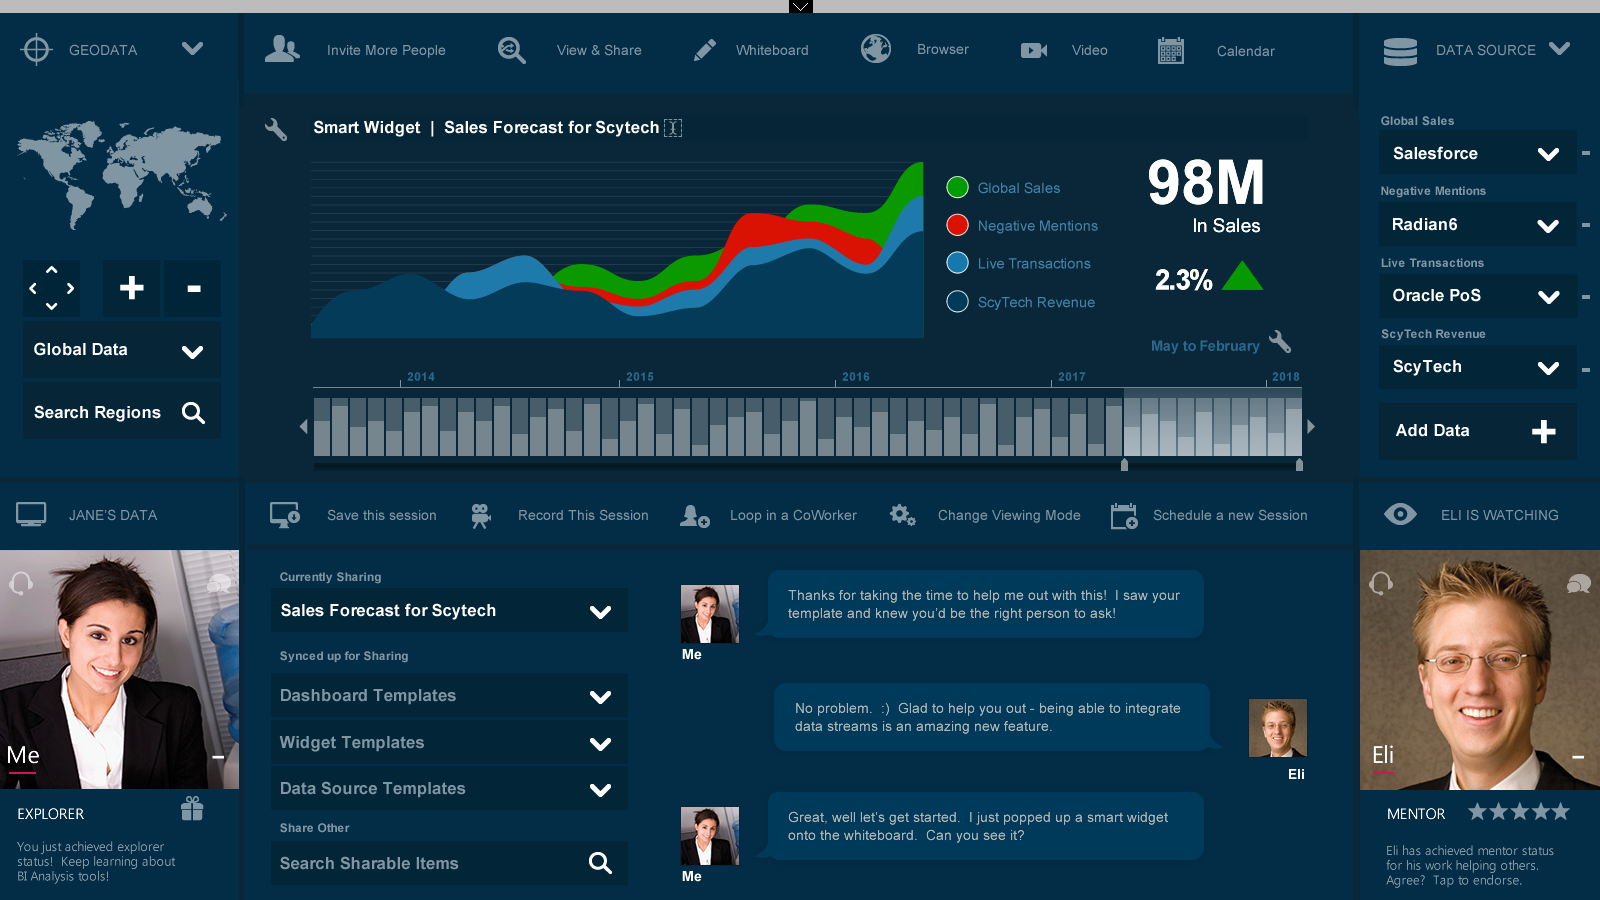 GEODATA
Invite More People
View & Share
Whiteboard
Browser
Video
Calendar
DATA SOURCE
Smart Widget | Sales Forecast for Scytech
Global Sales
Negative Mentions
Live Transactions
ScyTech Revenue
98M
In Sales
2.3%
May to February
2014
2015
2016
2017
2018
Global Data
Search Regions
Global Sales
Salesforce
Negative Mentions
Radian6
Live Transactions
Oracle PoS
ScyTech Revenue
ScyTech
Add Data
JANE'S DATA
Save this session
Record This Session
Loop in a CoWorker
Change Viewing Mode
Schedule a new Session
ELI IS WATCHING
Me
EXPLORER
You just achieved explorer
status! Keep learning about
BI Analysis tools!
Currently Sharing
Sales Forecast for Scytech
Synced up for Sharing
Dashboard Templates
Widget Templates
Data Source Templates
Share Other
Search Sharable Items
Thanks for taking the time to help me out with this! I saw your
template and knew you'd be the right person to ask!
Me
No problem. :) Glad to help you out - being able to integrate
data streams is an amazing new feature.
Eli
Great, well let's get started. I just popped up a smart widget
onto the whiteboard. Can you see it?
Me
Eli
MENTOR
Eli has achieved mentor status
for his work helping others.
Agree? Tap to endorse.